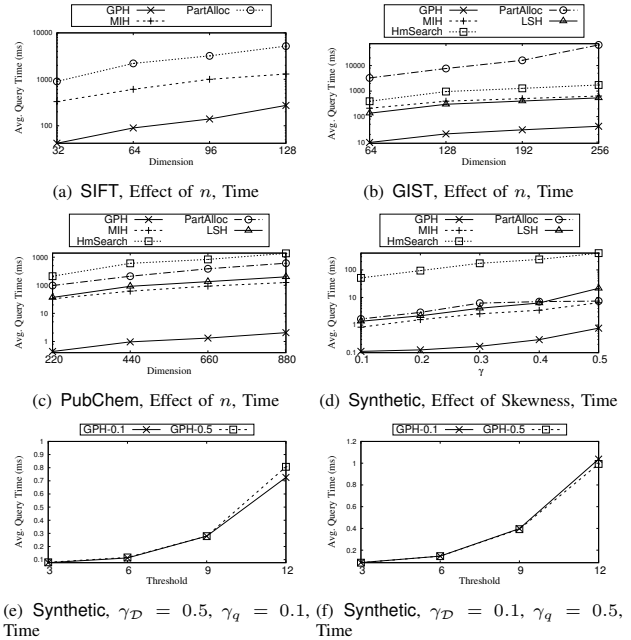 GPH PartAlloc
MIH
Avg. Query Time (ms)
10000
1000
100
32 64 96 128
Dimension
(a) SIFT, Effect of n, Time
GPH PartAlloc
MIH LSH
HmSearch
Avg. Query Time (ms)
10000
1000
100
10
64 128 192 256
Dimension
(b) GIST, Effect of n, Time
GPH PartAlloc
MIH LSH
HmSearch
Avg. Query Time (ms)
1000
100
10
1
220 440 660 880
Dimension
(c) PubChem, Effect of n, Time
GPH PartAlloc
MIH LSH
HmSearch
Avg. Query Time (ms)
100
10
1
0.1
0.1 0.2 0.3 0.4 0.5
γ
(d) Synthetic, Effect of Skewness, Time
GPH-0.1 GPH-0.5
Avg. Query Time (ms)
1
0.9
0.8
0.7
0.6
0.5
0.4
0.3
0.2
0.1
3 6 9 12
Threshold
(e) Synthetic, γD = 0.5, γq = 0.1,
Time
GPH-0.1 GPH-0.5
Avg. Query Time (ms)
1.2
1
0.8
0.6
0.4
0.2
3 6 9 12
Threshold
(f) Synthetic, γD = 0.1, γq = 0.5,
Time